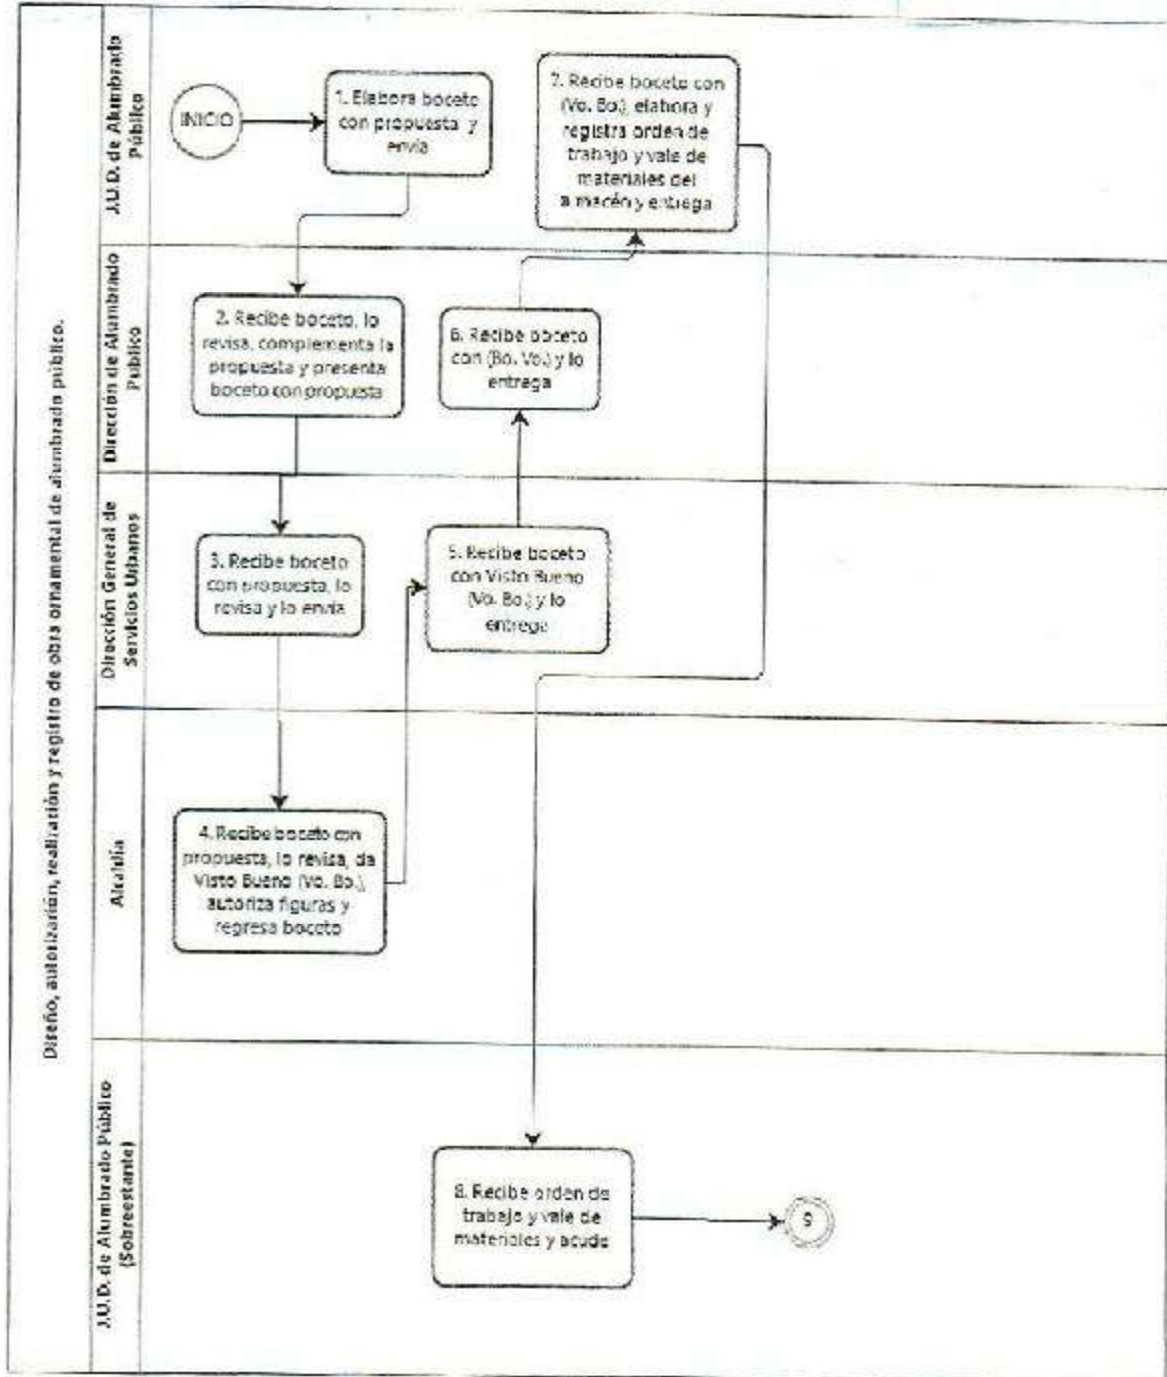 Diseño, autorización, realización y registro de obra ornamental de alumbrado público.
J.U.D. de Alumbrado
Público
INICIO
1. Elabora boceto
con propuesta y
envía
7. Recibe boceto con
(Vo. Bo.), elabora y
registra orden de
trabajo y vale de
materiales del
almacén y entrega
Dirección de Alumbrado
Público
2. Recibe boceto, lo
revisa, complementa la
propuesta y presenta
boceto con propuesta
6. Recibe boceto
con (Bo. Vo.) y lo
entrega
Dirección General de
Servicios Urbanos
3. Recibe boceto
con propuesta, lo
revisa y lo envía
5. Recibe boceto
con Visto Bueno
(Vo. Bo.) y lo
entrega
Alcaldía
4. Recibe boceto con
propuesta, lo revisa, da
Visto Bueno (Vo. Bo.),
autoriza figuras y
regresa boceto
J.U.D. de Alumbrado Público
(Sobreestante)
8. Recibe orden de
trabajo y vale de
materiales y acude
9